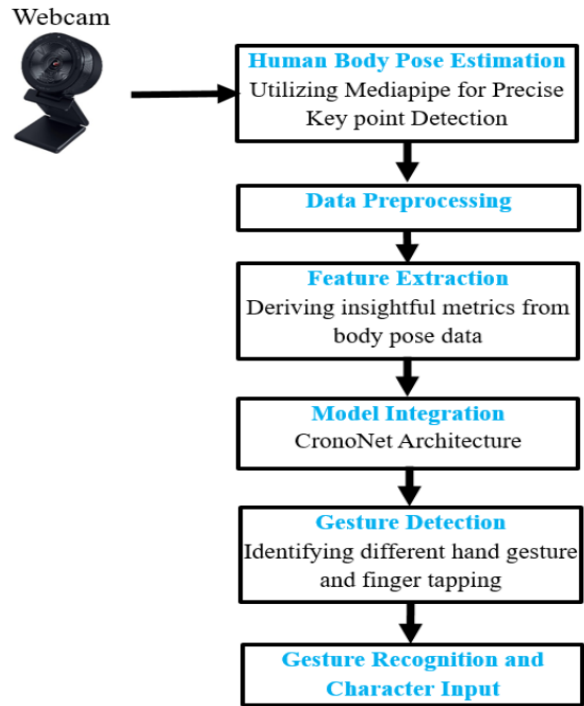 Webcam
Human Body Pose Estimation
Utilizing Mediapipe for Precise
Key point Detection
Data Preprocessing
Feature Extraction
Deriving insightful metrics from
body pose data
Model Integration
CronoNet Architecture
Gesture Detection
Identifying different hand gesture
and finger tapping
Gesture Recognition and
Character Input